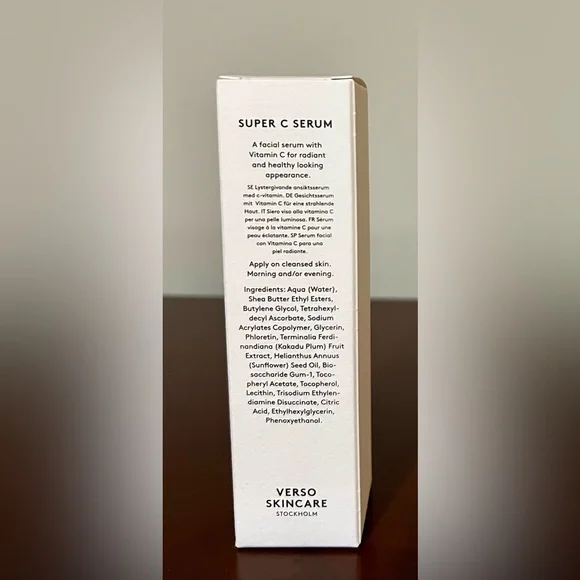 SUPER C SERUM
A facial serum with
Vitamin C for radiant
and healthy looking
appearance.
SE Lystergivande ansiktsserum
med c-vitamin. DE Gesichtsserum
mit Vitamin C für eine strahlende
Haut. IT Siero viso alla vitamina C
per una pelle luminosa. FR Sérum
visage à la vitamine C pour une
peau éclatante. SP Serum facial
con Vitamina C para una
piel radiante.
Apply on cleansed skin.
Morning and/or evening.
Ingredients: Aqua (Water),
Shea Butter Ethyl Esters,
Butylene Glycol, Tetrahexyl-
decyl Ascorbate, Sodium
Acrylates Copolymer, Glycerin,
Phloretin, Terminalia Ferdi-
nandiana (Kakadu Plum) Fruit
Extract, Helianthus Annuus
(Sunflower) Seed Oil, Bio-
saccharide Gum-1, Toco-
pheryl Acetate, Tocopherol,
Lecithin, Trisodium Ethylen-
diamine Disuccinate, Citric
Acid, Ethylhexylglycerin,
Phenoxyethanol.
VERSO
SKINCARE
STOCKHOLM